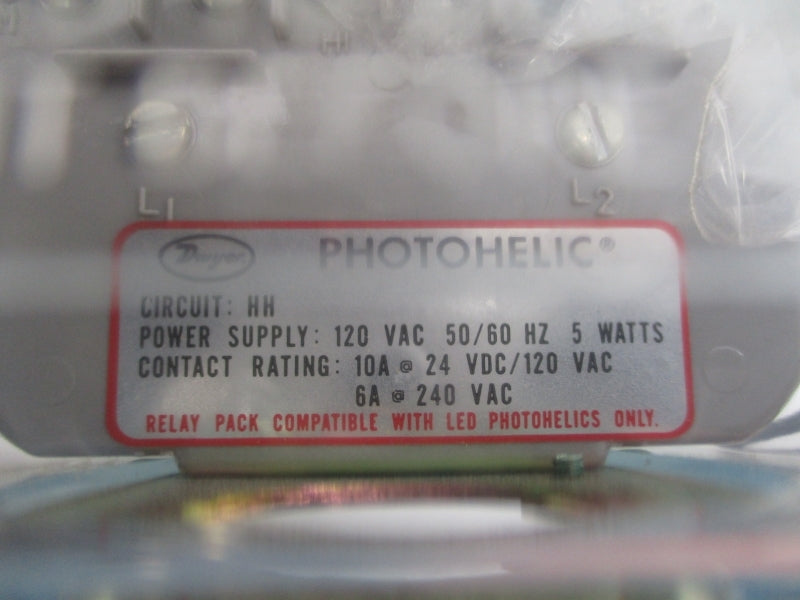 HI
L1 L2
Dwyer PHOTOHELIC®
CIRCUIT: HH
POWER SUPPLY: 120 VAC 50/60 HZ 5 WATTS
CONTACT RATING: 10A @ 24 VDC/120 VAC
6A @ 240 VAC
RELAY PACK COMPATIBLE WITH LED PHOTOHELICS ONLY.